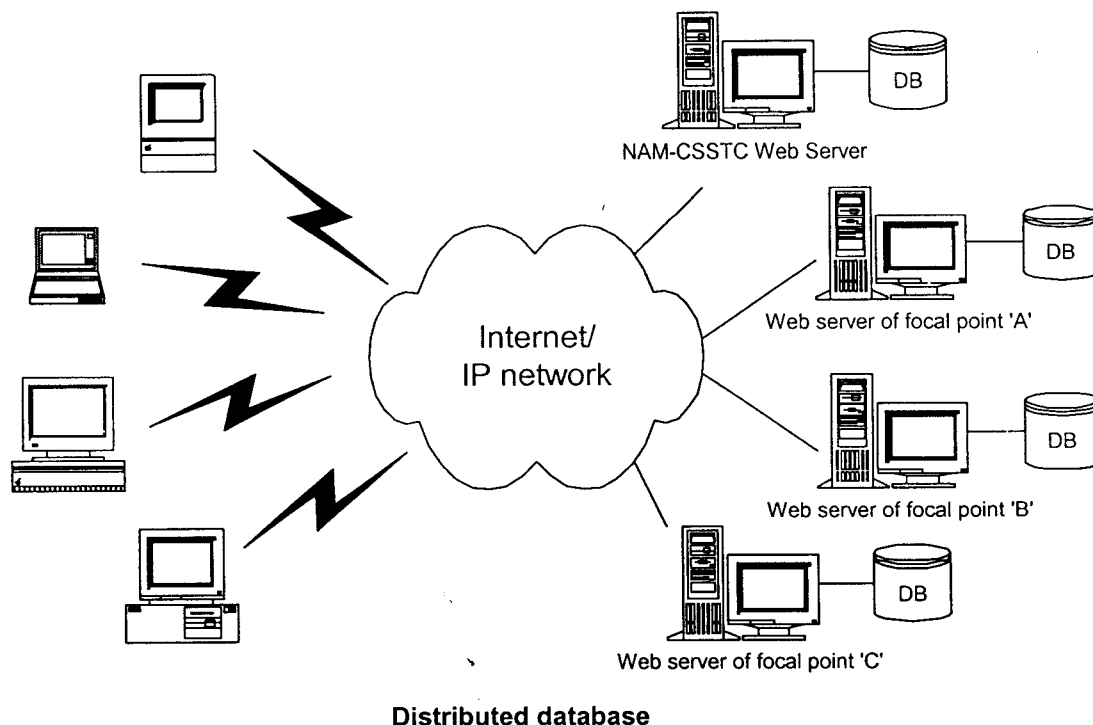 DB
NAM-CSSTC Web Server
DB
Web server of focal point 'A'
Internet/
IP network
DB
Web server of focal point 'B'
DB
Web server of focal point 'C'
Distributed database